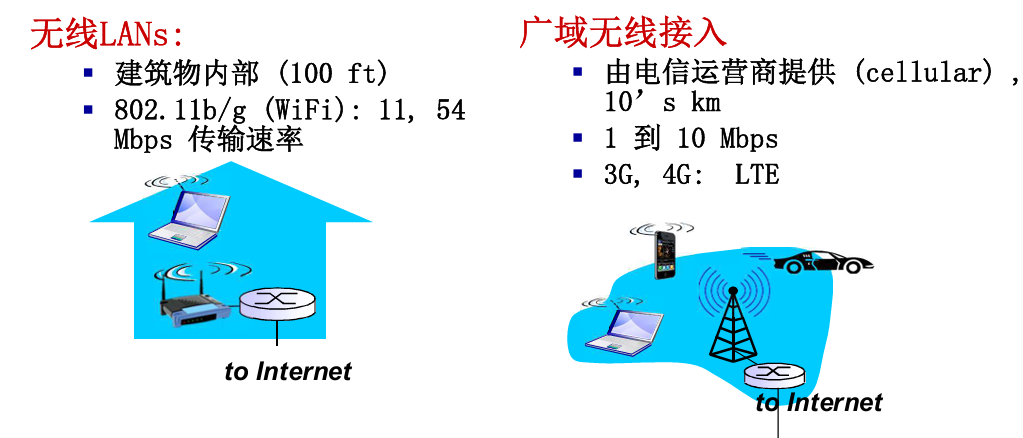 无线LANs:
建筑物内部 (100 ft)
802.11b/g (WiFi): 11, 54
Mbps 传输速率
to Internet
广域无线接入
由电信运营商提供 (cellular) ,
10’ s km
1 到 10 Mbps
3G, 4G: LTE
to Internet